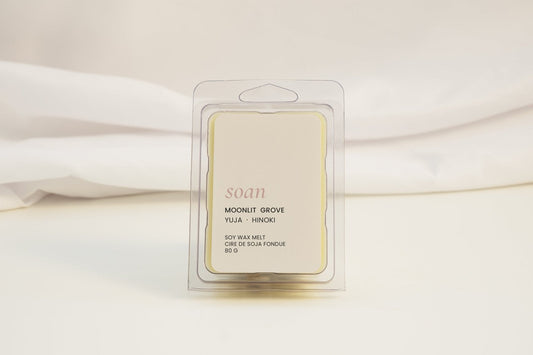 soan
MOONLIT GROVE
YUJA · HINOKI
SOY WAX MELT
CIRE DE SOJA FONDUE
80 G